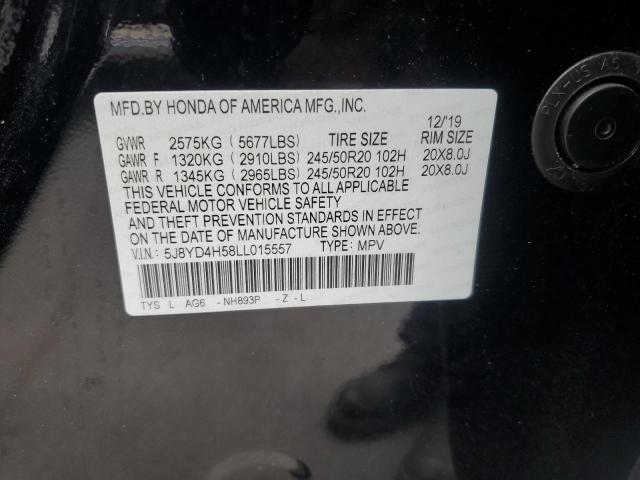 MFD.BY HONDA OF AMERICA MFG.,INC.
12/'19
GVWR 2575KG (5677LBS) TIRE SIZE RIM SIZE
GAWR F 1320KG (2910LBS) 245/50R20 102H 20X8.0J
GAWR R 1345KG (2965LBS) 245/50R20 102H 20X8.0J
THIS VEHICLE CONFORMS TO ALL APPLICABLE
FEDERAL MOTOR VEHICLE SAFETY
AND THEFT PREVENTION STANDARDS IN EFFECT
ON THE DATE OF MANUFACTURE SHOWN ABOVE.
V.I.N.: 5J8YD4H58LL015557 TYPE: MPV
TYS L AG6 -NH893P -Z -L